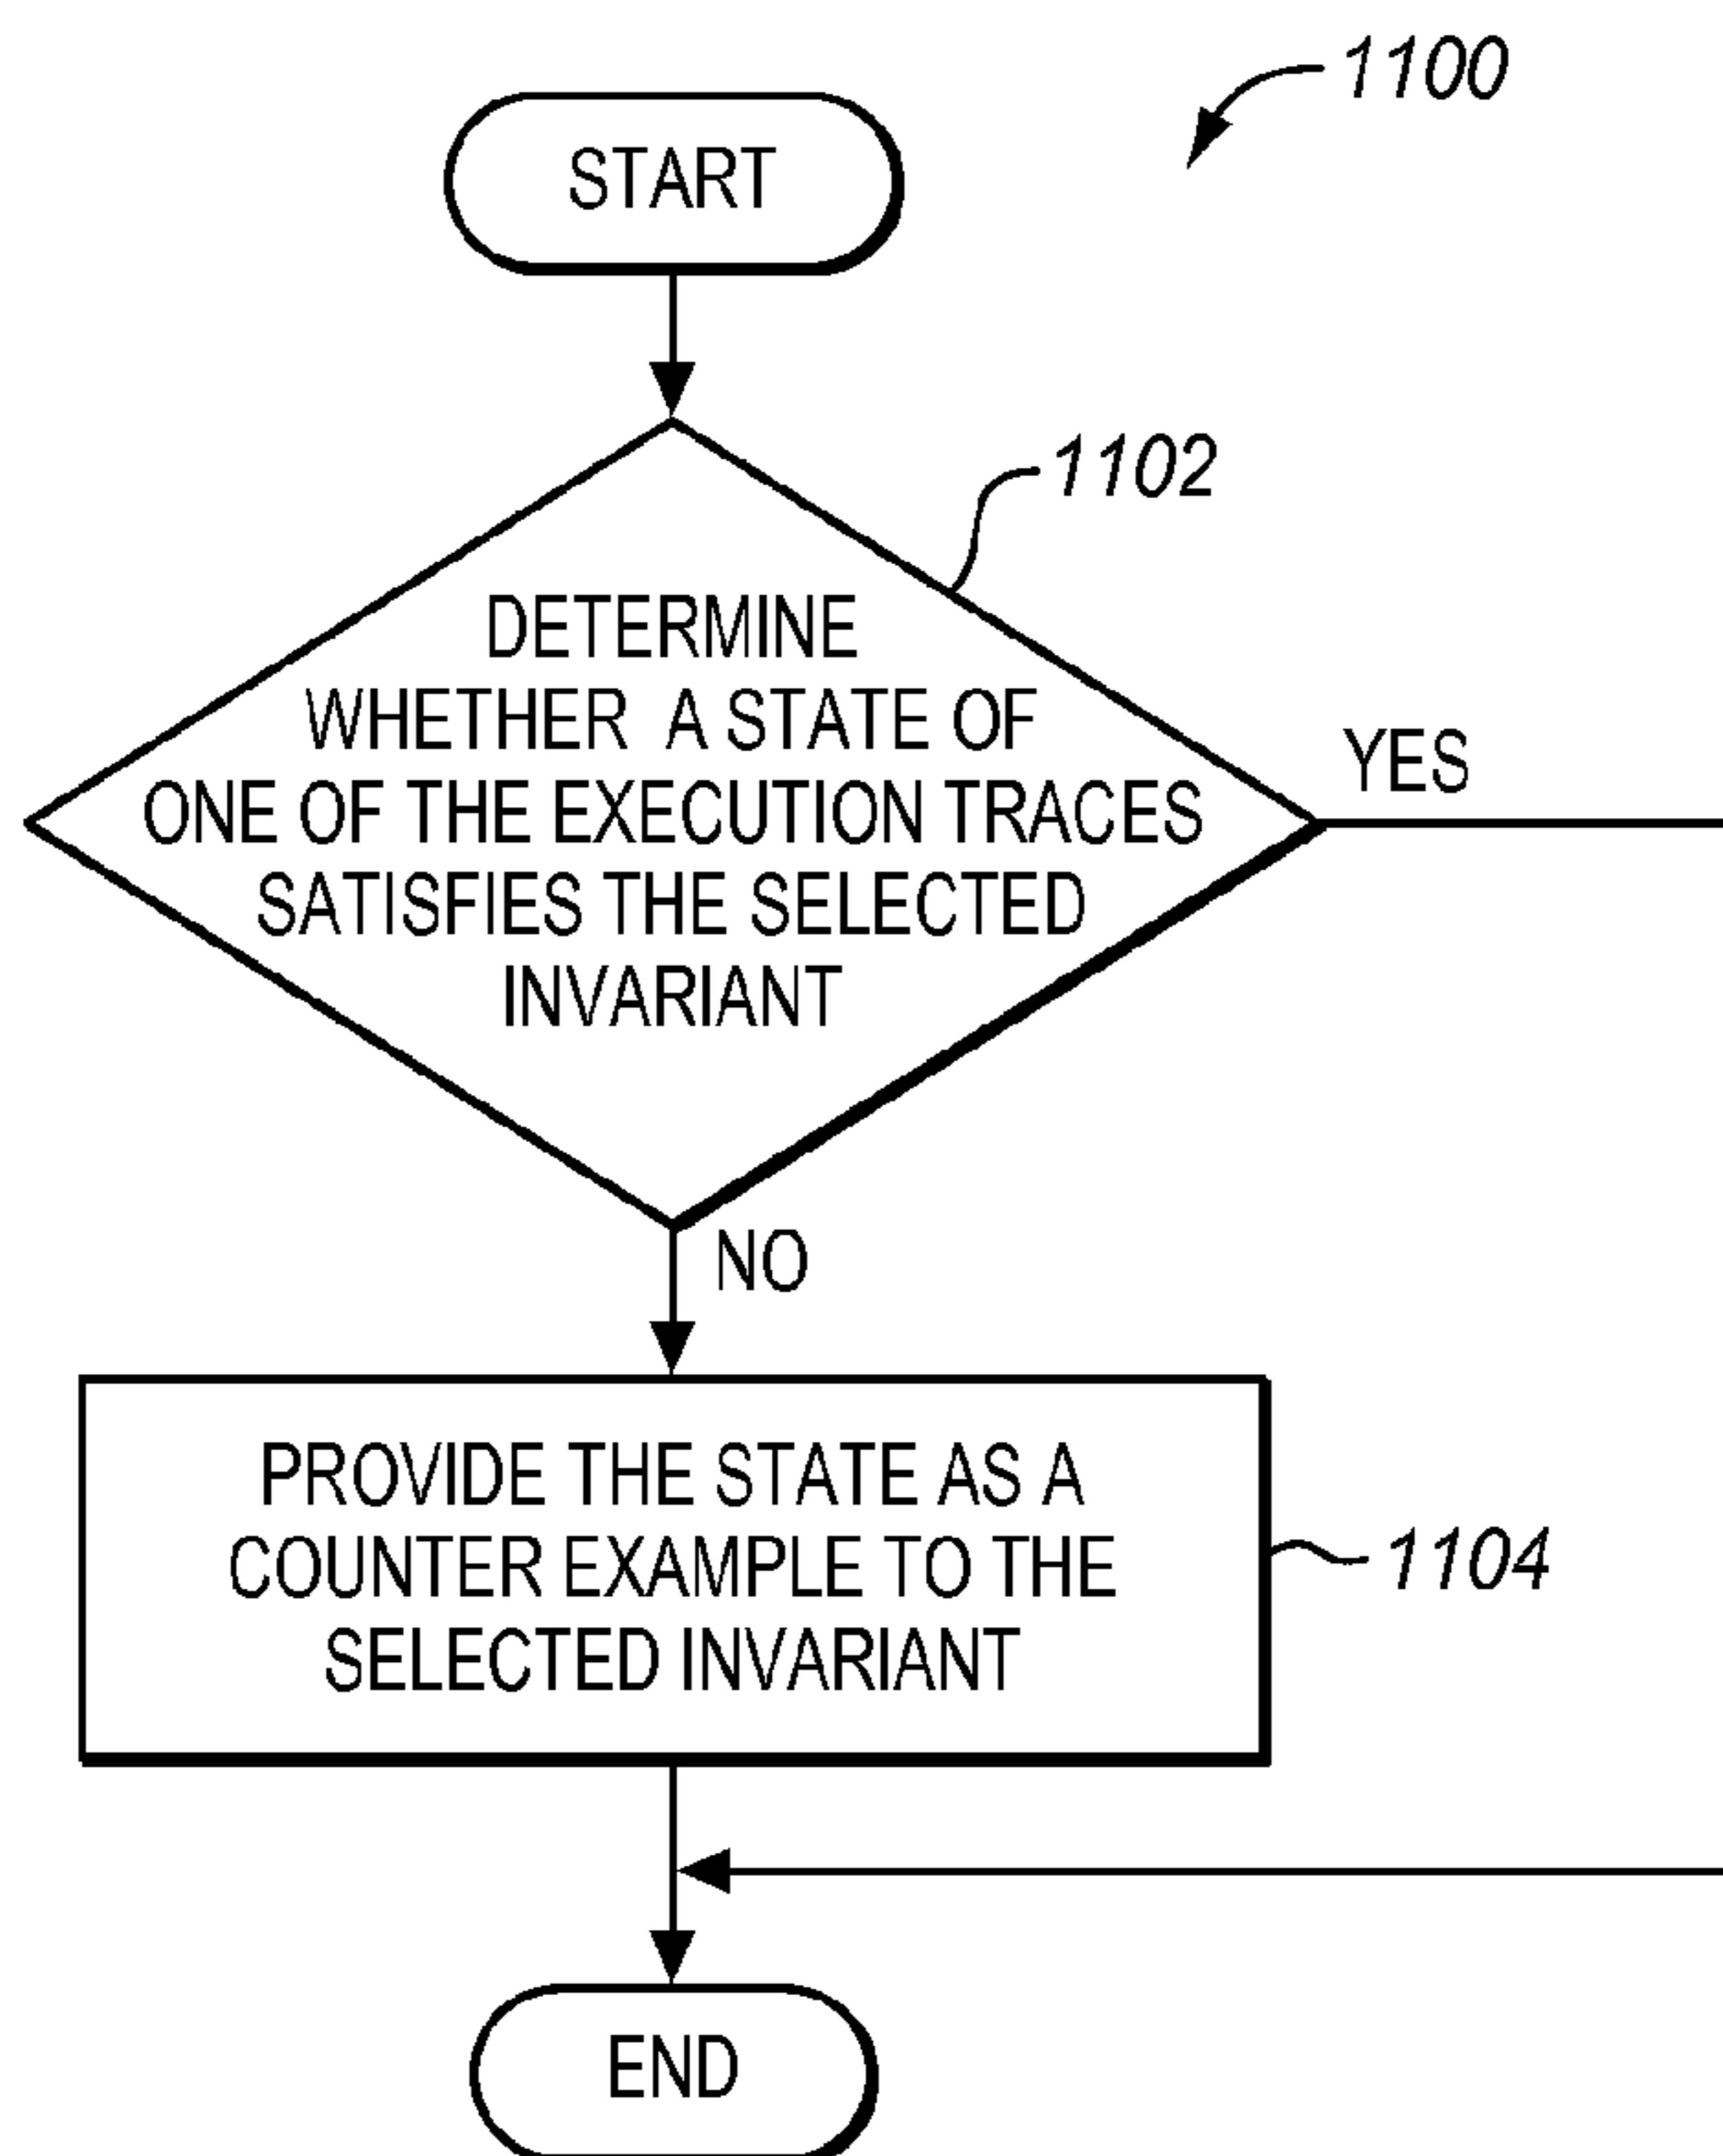 1100
START
1102
DETERMINE
WHETHER A STATE OF
ONE OF THE EXECUTION TRACES
SATISFIES THE SELECTED
INVARIANT
YES
NO
PROVIDE THE STATE AS A
COUNTER EXAMPLE TO THE
SELECTED INVARIANT
1104
END